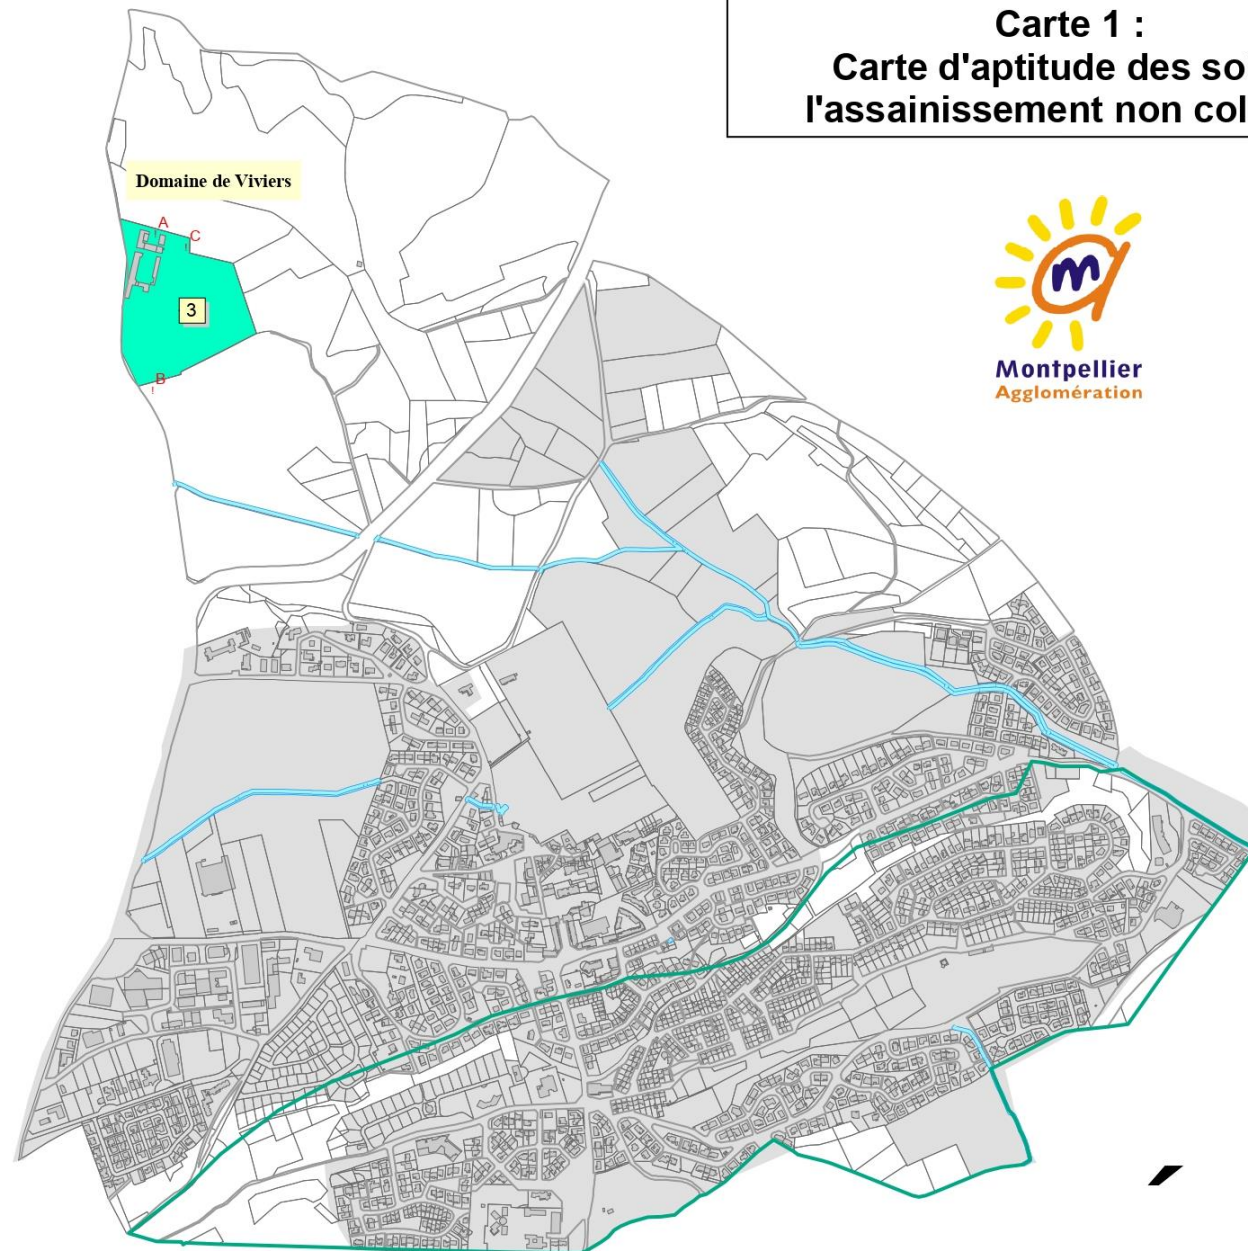 Carte 1 :
Carte d'aptitude des so
l'assainissement non col
Domaine de Viviers
A
C
3
B
m
Montpellier
Agglomération